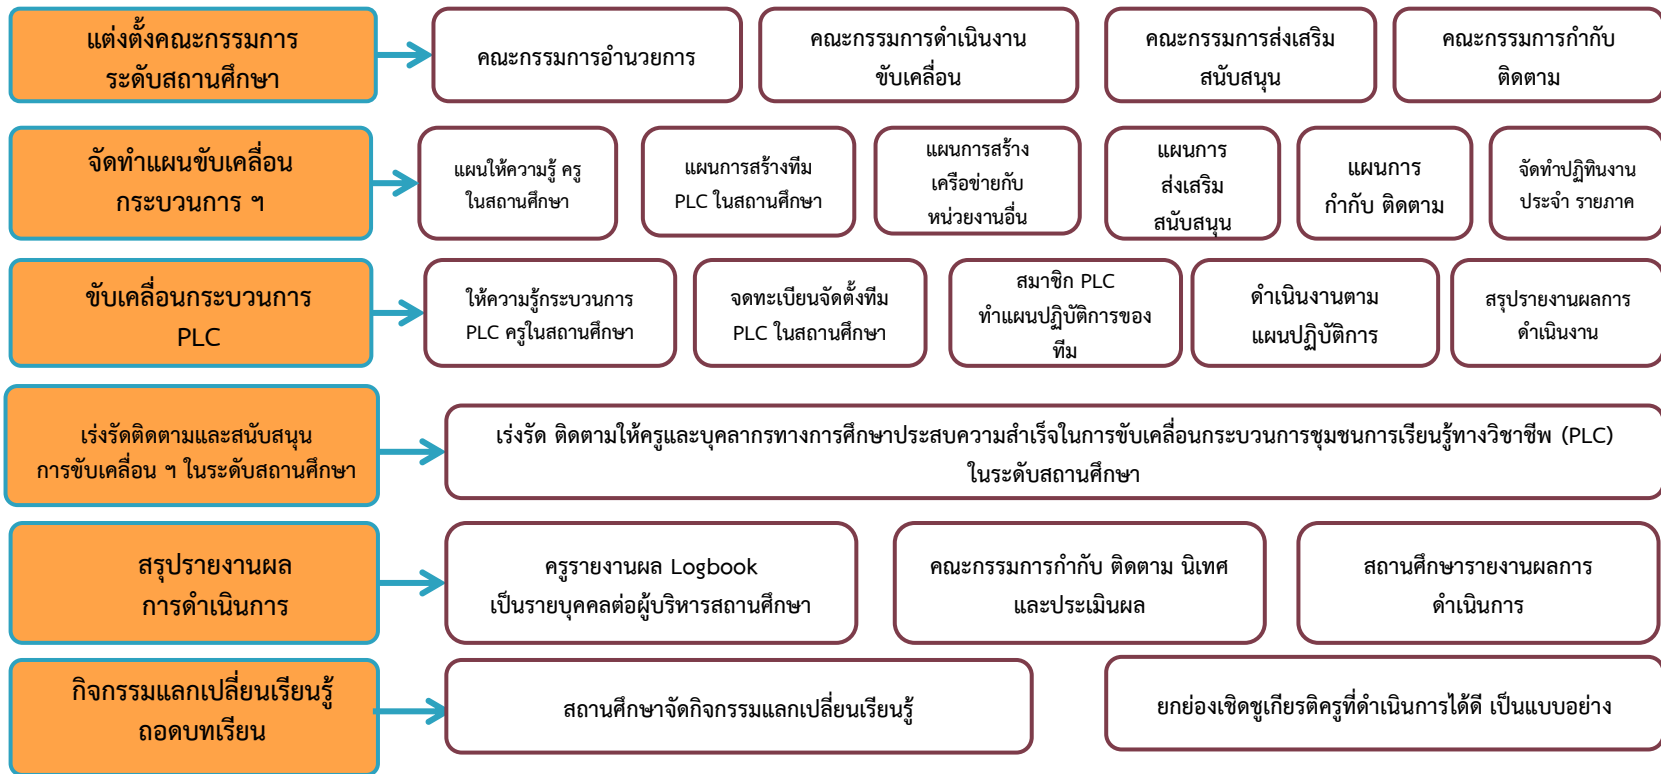 แต่งตั้งคณะกรรมการ
ระดับสถานศึกษา
คณะกรรมการอำนวยการ
คณะกรรมการดำเนินงาน
ขับเคลื่อน
คณะกรรมการส่งเสริม
สนับสนุน
คณะกรรมการกำกับ
ติดตาม
จัดทำแผนขับเคลื่อน
กระบวนการ ฯ
แผนให้ความรู้ ครู
ในสถานศึกษา
แผนการสร้างทีม
PLC ในสถานศึกษา
แผนการสร้าง
เครือข่ายกับ
หน่วยงานอื่น
แผนการ
ส่งเสริม
สนับสนุน
แผนการ
กำกับ ติดตาม
จัดทำปฏิทินงาน
ประจำ รายภาค
ขับเคลื่อนกระบวนการ
PLC
ให้ความรู้กระบวนการ
PLC ครูในสถานศึกษา
จดทะเบียนจัดตั้งทีม
PLC ในสถานศึกษา
สมาชิก PLC
ทำแผนปฏิบัติการของ
ทีม
ดำเนินงานตาม
แผนปฏิบัติการ
สรุปรายงานผลการ
ดำเนินงาน
เร่งรัดติดตามและสนับสนุน
การขับเคลื่อน ฯ ในระดับสถานศึกษา
เร่งรัด ติดตามให้ครูและบุคลากรทางการศึกษาประสบความสำเร็จในการขับเคลื่อนกระบวนการชุมชนการเรียนรู้ทางวิชาชีพ (PLC)
ในระดับสถานศึกษา
สรุปรายงานผล
การดำเนินการ
ครูรายงานผล Logbook
เป็นรายบุคคลต่อผู้บริหารสถานศึกษา
คณะกรรมการกำกับ ติดตาม นิเทศ
และประเมินผล
สถานศึกษารายงานผลการ
ดำเนินการ
กิจกรรมแลกเปลี่ยนเรียนรู้
ถอดบทเรียน
สถานศึกษาจัดกิจกรรมแลกเปลี่ยนเรียนรู้
ยกย่องเชิดชูเกียรติครูที่ดำเนินการได้ดี เป็นแบบอย่าง